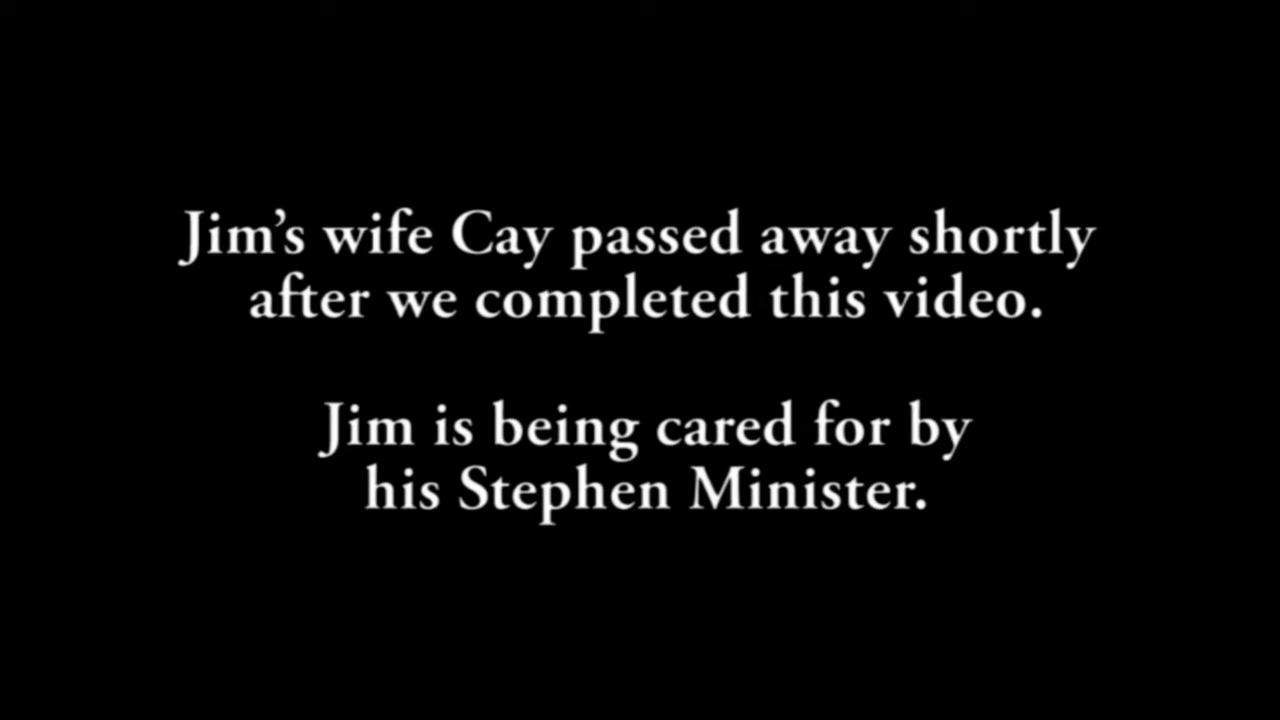 Jim’s wife Cay passed away shortly
after we completed this video.
Jim is being cared for by
his Stephen Minister.